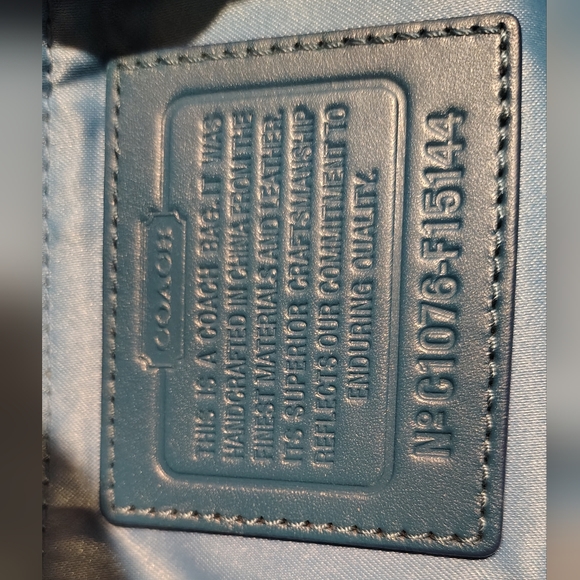 COACH
THIS IS A COACH BAG. IT WAS
HANDCRAFTED IN CHINA FROM THE
FINEST MATERIALS AND LEATHER.
ITS SUPERIOR CRAFTSMANSHIP
REFLECTS OUR COMMITMENT TO
ENDURING QUALITY.
Nº C1076-F15144